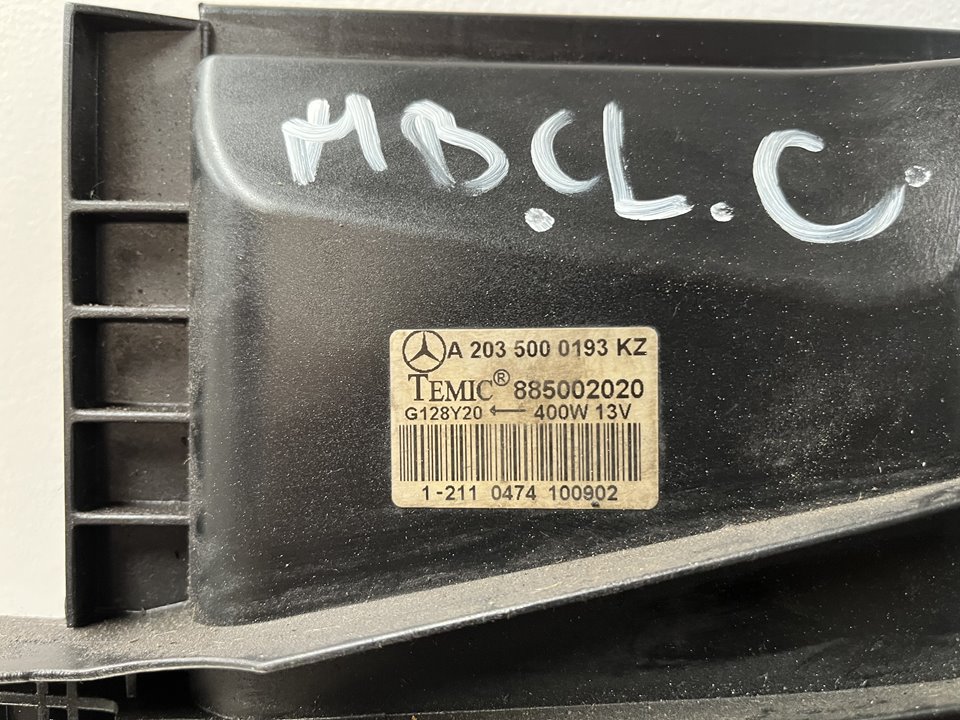 MB CL. C
A 203 500 0193 KZ
TEMIC® 885002020
G128Y20 ← 400W 13V
1-211 0474 100902